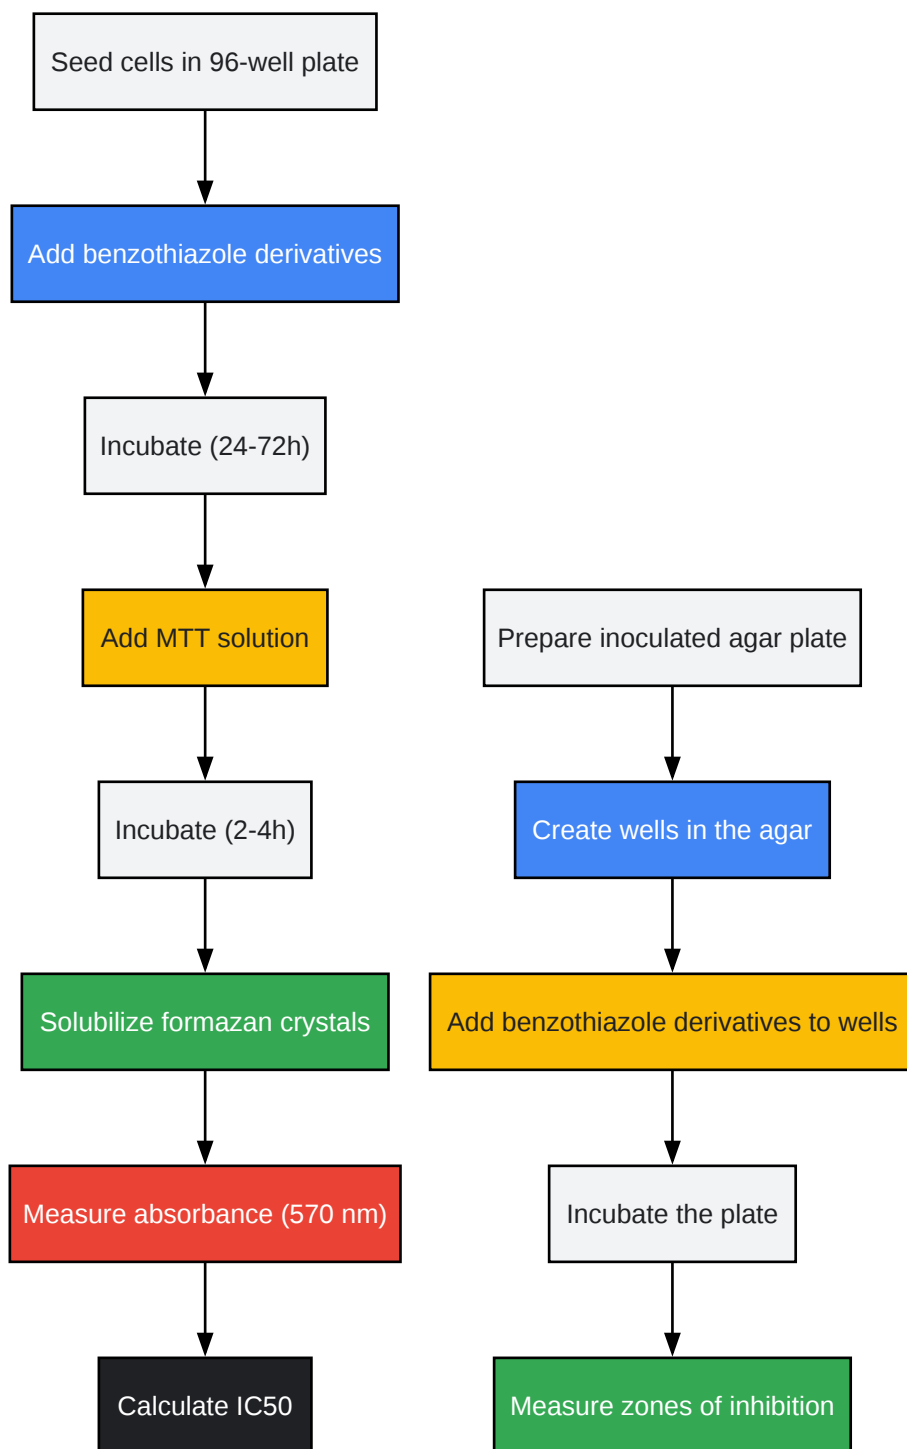 Seed cells in 96-well plate
Add benzothiazole derivatives
Incubate (24-72h)
Add MTT solution
Incubate (2-4h)
Solubilize formazan crystals
Measure absorbance (570 nm)
Calculate IC50
Prepare inoculated agar plate
Create wells in the agar
Add benzothiazole derivatives to wells
Incubate the plate
Measure zones of inhibition